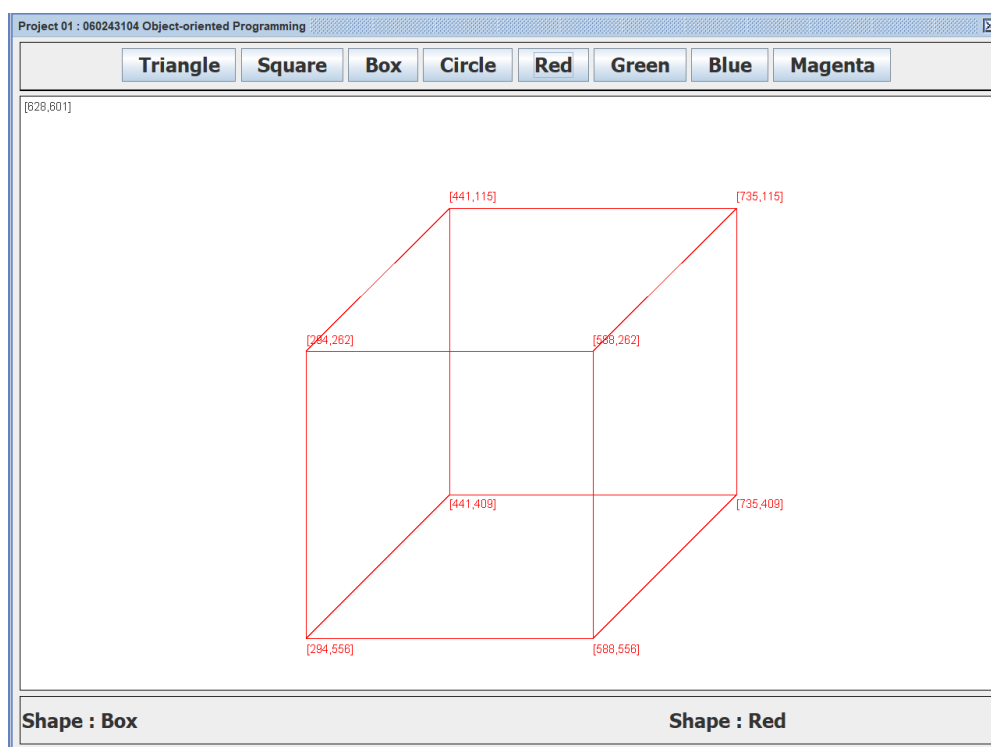 Project 01 : 060243104 Object-oriented Programming
Triangle Square Box Circle Red Green Blue Magenta
[628,601]
[441,115] [735,115]
[294,262] [588,262]
[441,409] [735,409]
[294,556] [588,556]
Shape : Box Shape : Red